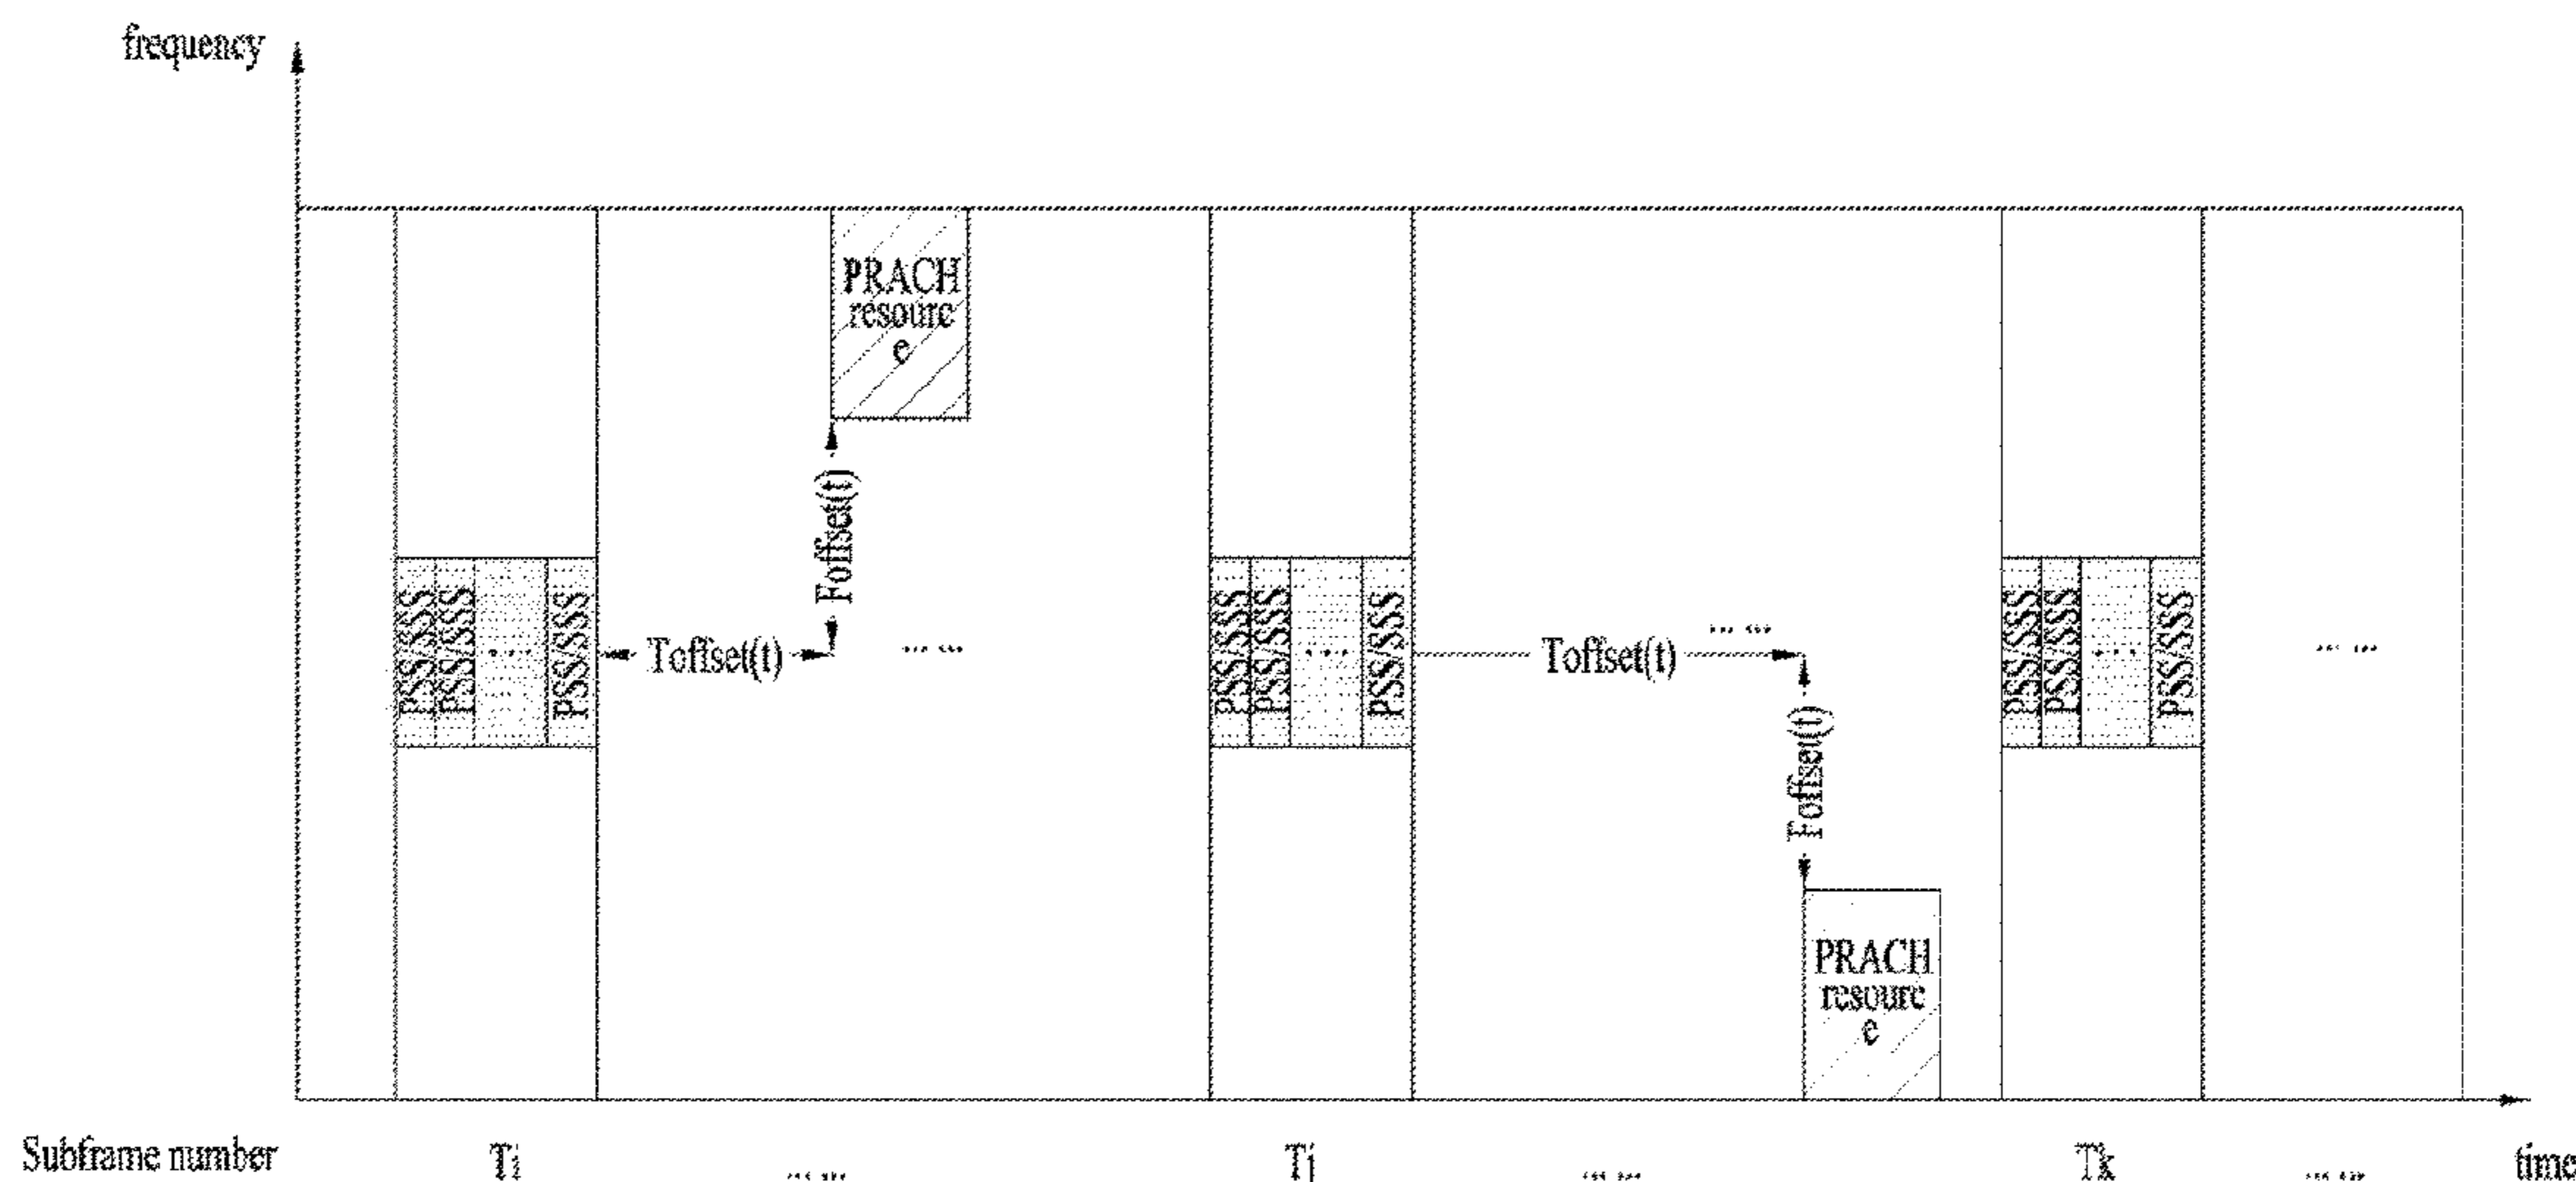 frequency
PRACH
resourc
e
Foffset(t)
PSS/SSS
PSS/SSS
...
PSS/SSS
Toffset(t)
... ...
PSS/SSS
PSS/SSS
...
PSS/SSS
Toffset(t)
... ...
PSS/SSS
PSS/SSS
...
PSS/SSS
... ...
Foffset(t)
PRACH
resourc
e
Subframe number
Ti
... ...
Tj
... ...
Tk
... ...
time